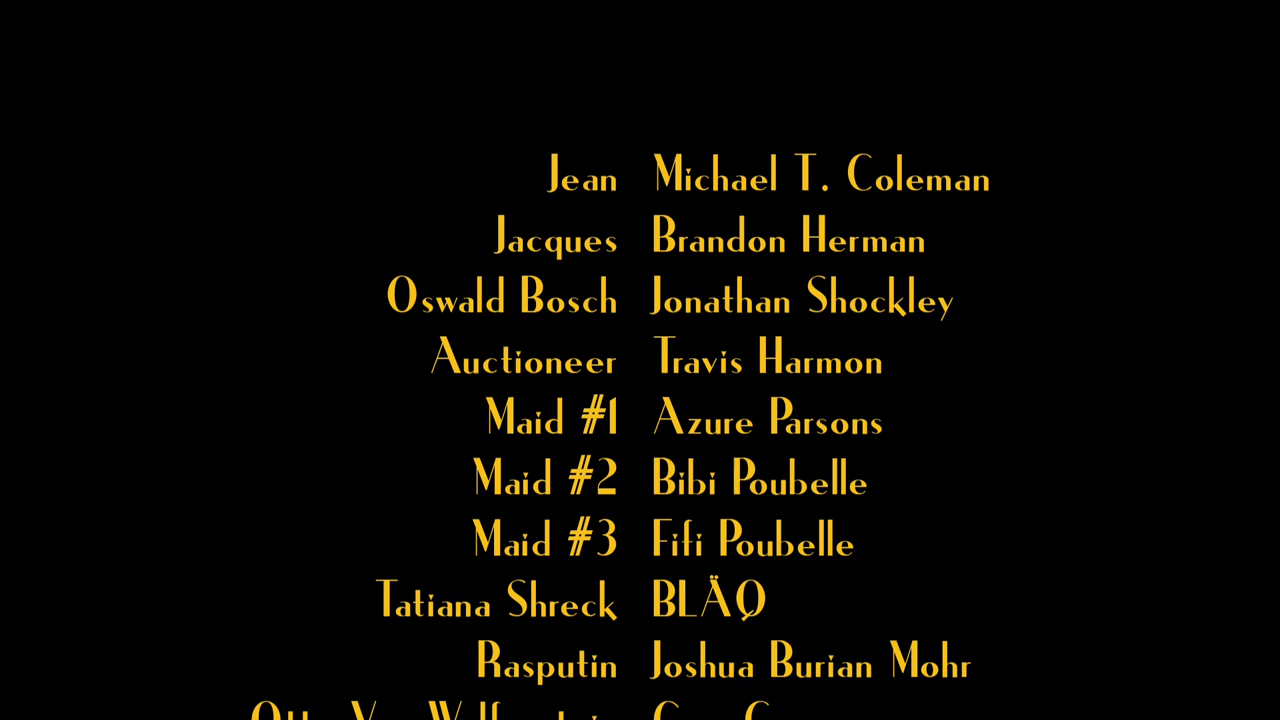 Jean Michael T. Coleman
Jacques Brandon Herman
Oswald Bosch Jonathan Shockley
Auctioneer Travis Harmon
Maid #1 Azure Parsons
Maid #2 Bibi Poubelle
Maid #3 Fifi Poubelle
Tatiana Shreck BLÄQ
Rasputin Joshua Burian Mohr